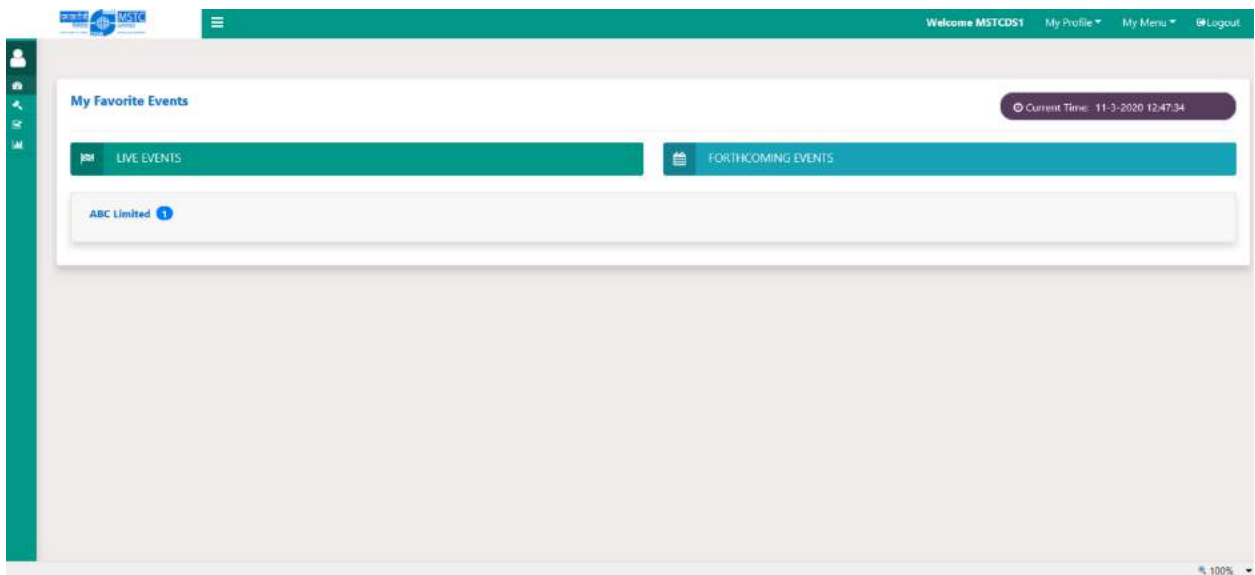 MSTC
Welcome MSTCDS1 My Profile My Menu Logout
My Favorite Events
Current Time: 11-3-2020 12:47:34
LIVE EVENTS
FORTHCOMING EVENTS
ABC Limited 1
100%